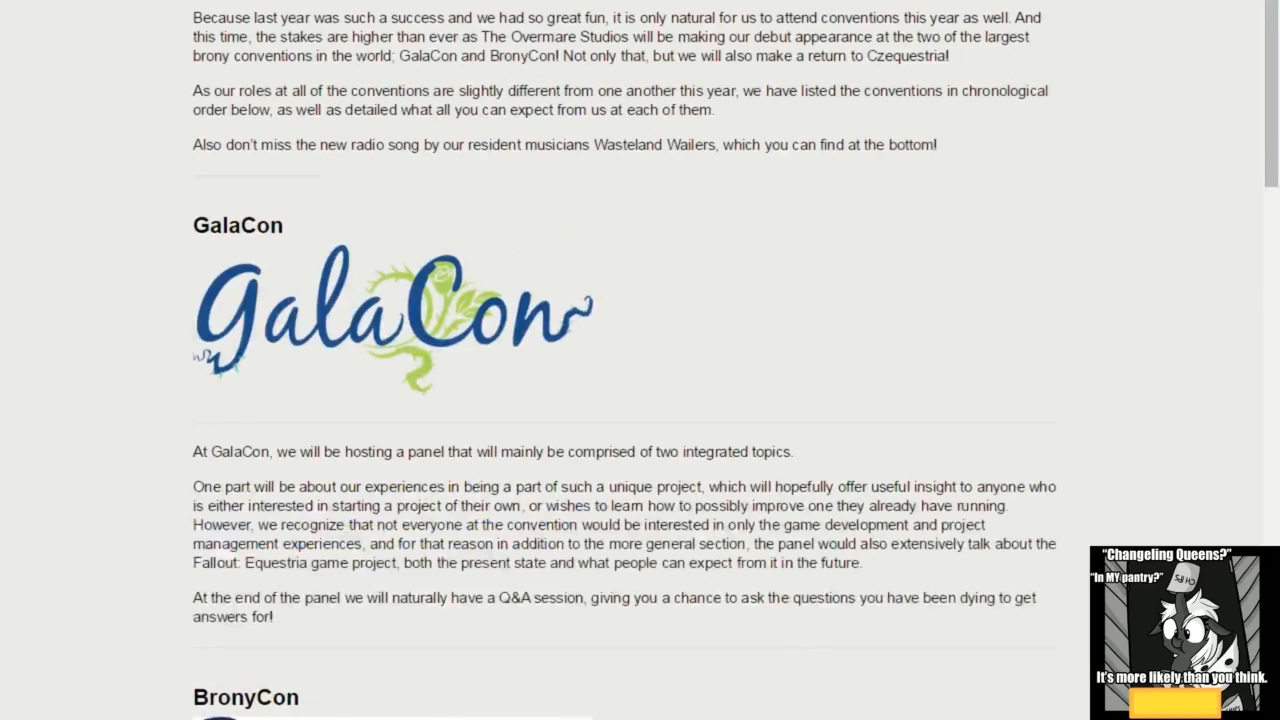 Because last year was such a success and we had so great fun, it is only natural for us to attend conventions this year as well. And
this time, the stakes are higher than ever as The Overmare Studios will be making our debut appearance at the two of the largest
brony conventions in the world; GalaCon and BronyCon! Not only that, but we will also make a return to Czequestria!
As our roles at all of the conventions are slightly different from one another this year, we have listed the conventions in chronological
order below, as well as detailed what all you can expect from us at each of them.
Also don't miss the new radio song by our resident musicians Wasteland Wailers, which you can find at the bottom!
GalaCon
GalaCon
At GalaCon, we will be hosting a panel that will mainly be comprised of two integrated topics.
One part will be about our experiences in being a part of such a unique project, which will hopefully offer useful insight to anyone who
is either interested in starting a project of their own, or wishes to learn how to possibly improve one they already have running.
However, we recognize that not everyone at the convention would be interested in only the game development and project
management experiences, and for that reason in addition to the more general section, the panel would also extensively talk about the
Fallout: Equestria game project, both the present state and what people can expect from it in the future.
At the end of the panel we will naturally have a Q&A session, giving you a chance to ask the questions you have been dying to get
answers for!
BronyCon
"Changeling Queens?"
"In MY pantry?"
It's more likely than you think.